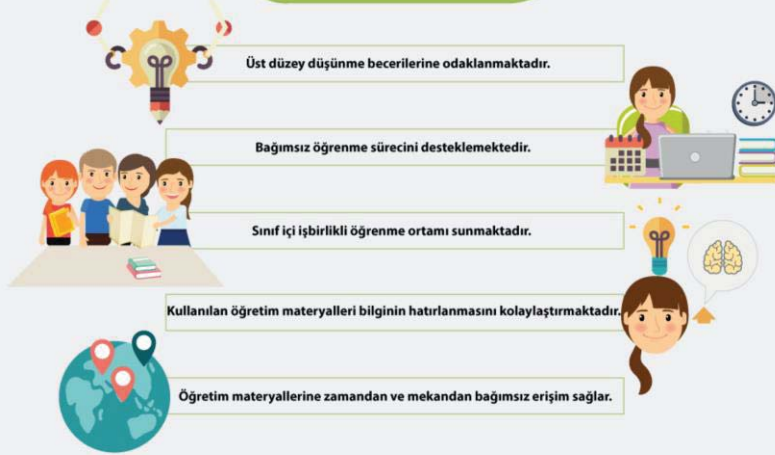 Üst düzey düşünme becerilerine odaklanmaktadır.
Bağımsız öğrenme sürecini desteklemektedir.
Sınıf içi işbirlikli öğrenme ortamı sunmaktadır.
Kullanılan öğretim materyalleri bilginin hatırlanmasını kolaylaştırmaktadır.
Öğretim materyallerine zamandan ve mekandan bağımsız erişim sağlar.